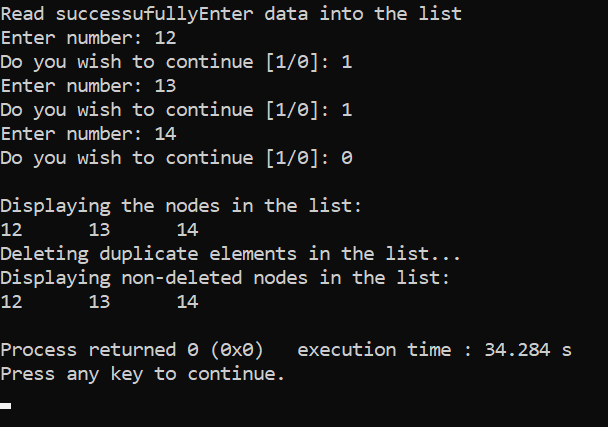 Read successufullyEnter data into the list
Enter number: 12
Do you wish to continue [1/0]: 1
Enter number: 13
Do you wish to continue [1/0]: 1
Enter number: 14
Do you wish to continue [1/0]: 0
Displaying the nodes in the list:
12 13 14
Deleting duplicate elements in the list...
Displaying non-deleted nodes in the list:
12 13 14
Process returned 0 (0x0) execution time : 34.284 s
Press any key to continue.